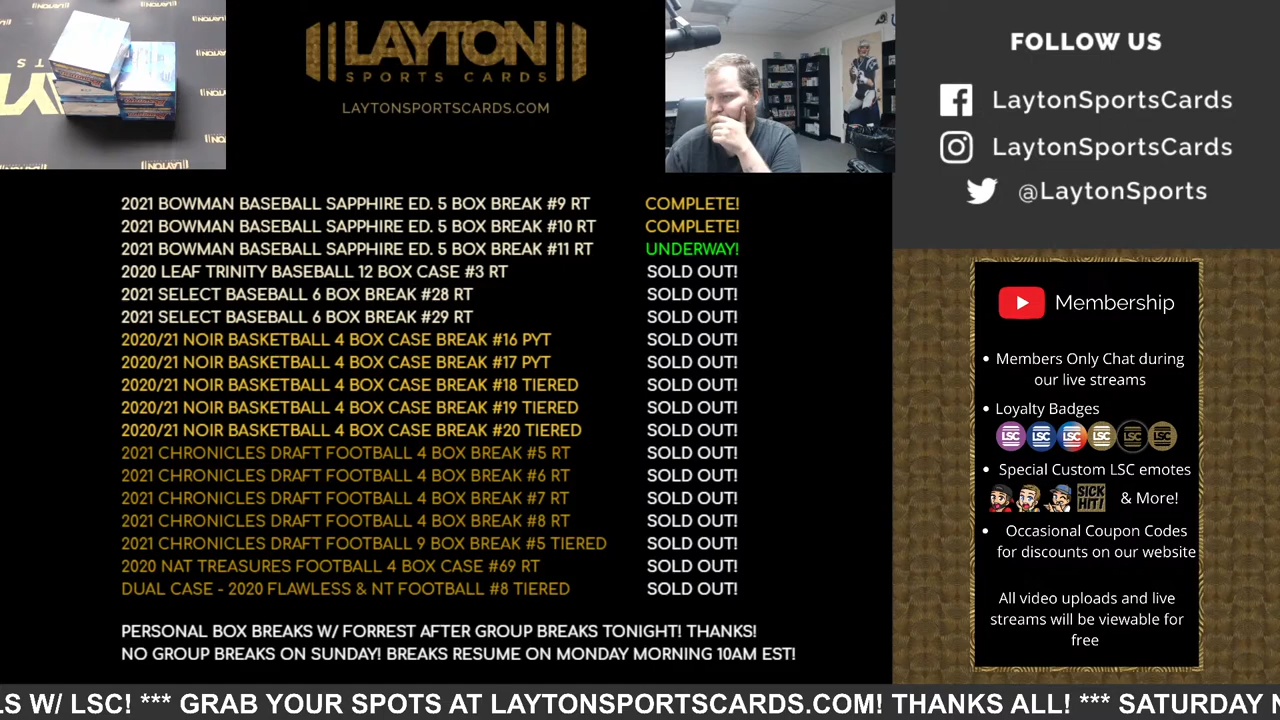 LAYTON
SPORTS CARDS
LAYTONSPORTSCARDS.COM
2021 BOWMAN BASEBALL SAPPHIRE ED. 5 BOX BREAK #9 RT COMPLETE!
2021 BOWMAN BASEBALL SAPPHIRE ED. 5 BOX BREAK #10 RT COMPLETE!
2021 BOWMAN BASEBALL SAPPHIRE ED. 5 BOX BREAK #11 RT UNDERWAY!
2020 LEAF TRINITY BASEBALL 12 BOX CASE #3 RT SOLD OUT!
2021 SELECT BASEBALL 6 BOX BREAK #28 RT SOLD OUT!
2021 SELECT BASEBALL 6 BOX BREAK #29 RT SOLD OUT!
2020/21 NOIR BASKETBALL 4 BOX CASE BREAK #16 PYT SOLD OUT!
2020/21 NOIR BASKETBALL 4 BOX CASE BREAK #17 PYT SOLD OUT!
2020/21 NOIR BASKETBALL 4 BOX CASE BREAK #18 TIERED SOLD OUT!
2020/21 NOIR BASKETBALL 4 BOX CASE BREAK #19 TIERED SOLD OUT!
2020/21 NOIR BASKETBALL 4 BOX CASE BREAK #20 TIERED SOLD OUT!
2021 CHRONICLES DRAFT FOOTBALL 4 BOX BREAK #5 RT SOLD OUT!
2021 CHRONICLES DRAFT FOOTBALL 4 BOX BREAK #6 RT SOLD OUT!
2021 CHRONICLES DRAFT FOOTBALL 4 BOX BREAK #7 RT SOLD OUT!
2021 CHRONICLES DRAFT FOOTBALL 4 BOX BREAK #8 RT SOLD OUT!
2021 CHRONICLES DRAFT FOOTBALL 9 BOX BREAK #5 TIERED SOLD OUT!
2020 NAT TREASURES FOOTBALL 4 BOX CASE #69 RT SOLD OUT!
DUAL CASE - 2020 FLAWLESS & NT FOOTBALL #8 TIERED SOLD OUT!
PERSONAL BOX BREAKS W/ FORREST AFTER GROUP BREAKS TONIGHT! THANKS!
NO GROUP BREAKS ON SUNDAY! BREAKS RESUME ON MONDAY MORNING 10AM EST!
FOLLOW US
LaytonSportsCards
LaytonSportsCards
@LaytonSports
Membership
• Members Only Chat during
our live streams
• Loyalty Badges
LSC LSC LSC LSC LSC LSC
• Special Custom LSC emotes
SICK HIT! & More!
• Occasional Coupon Codes
for discounts on our website
All video uploads and live
streams will be viewable for
free
LS W/ LSC! *** GRAB YOUR SPOTS AT LAYTONSPORTSCARDS.COM! THANKS ALL! *** SATURDAY